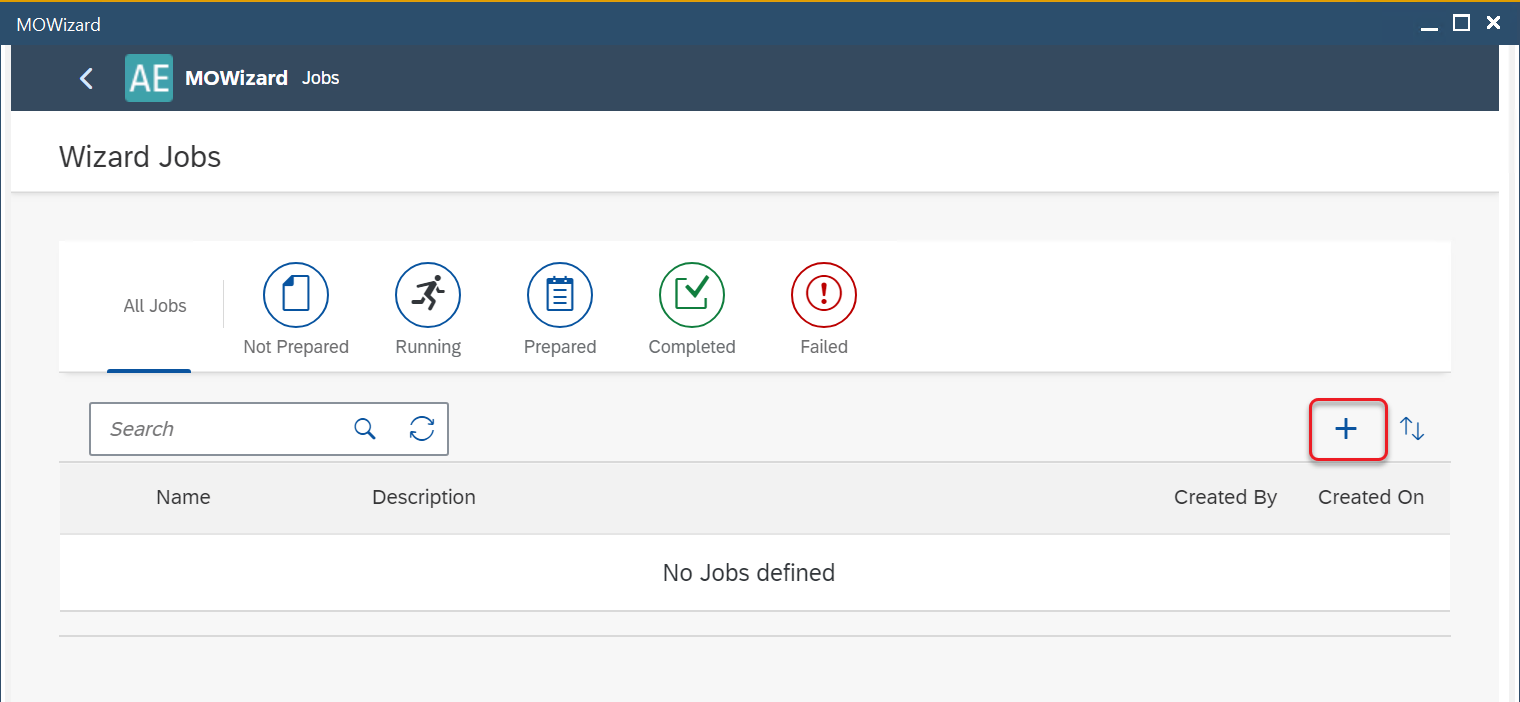 MOWizard
AE MOWizard Jobs
Wizard Jobs
All Jobs
Not Prepared Running Prepared Completed Failed
Search
Name Description Created By Created On
No Jobs defined